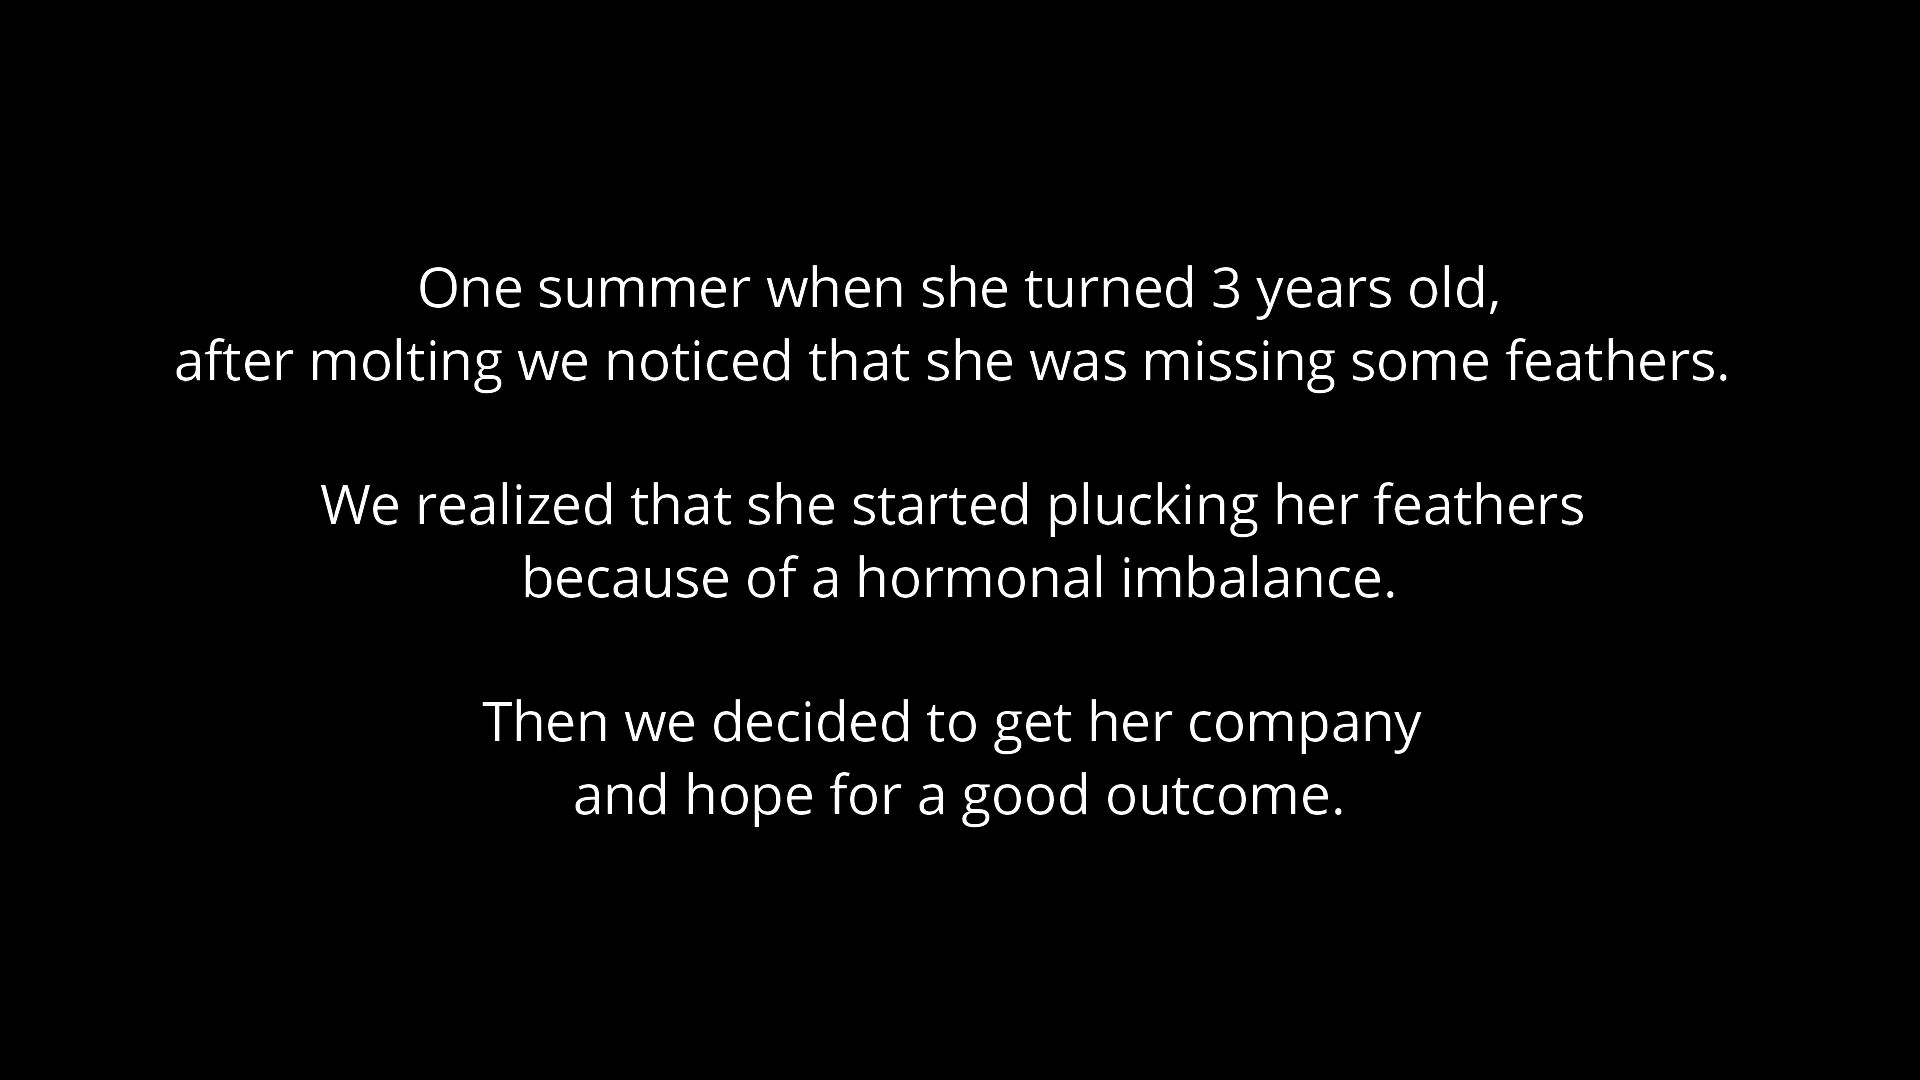 One summer when she turned 3 years old,
after molting we noticed that she was missing some feathers.
We realized that she started plucking her feathers
because of a hormonal imbalance.
Then we decided to get her company
and hope for a good outcome.